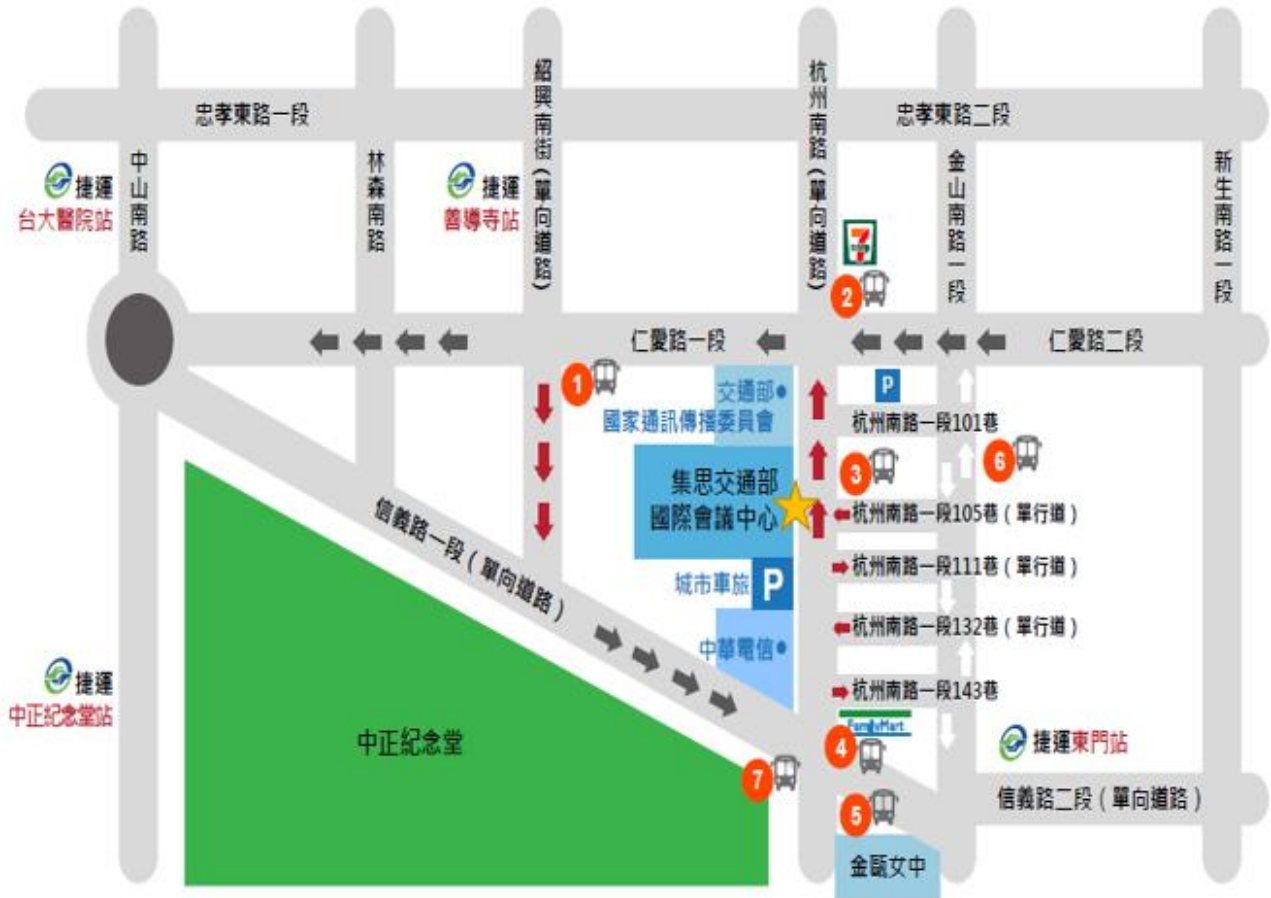 忠孝東路一段
忠孝東路二段
中山南路
林森南路
紹興南街(單向道路)
杭州南路(單向道路)
金山南路一段
新生南路一段
捷運
台大醫院站
捷運
善導寺站
7
2
仁愛路一段
仁愛路二段
1
交通部
國家通訊傳播委員會
P
杭州南路一段101巷
3
6
集思交通部
國際會議中心
杭州南路一段105巷(單行道)
信義路一段(單向道路)
城市車旅 P
杭州南路一段111巷(單行道)
中華電信
杭州南路一段132巷(單行道)
杭州南路一段143巷
捷運
中正紀念堂站
中正紀念堂
FamilyMart
4
捷運東門站
7
5
信義路二段(單向道路)
金甌女中